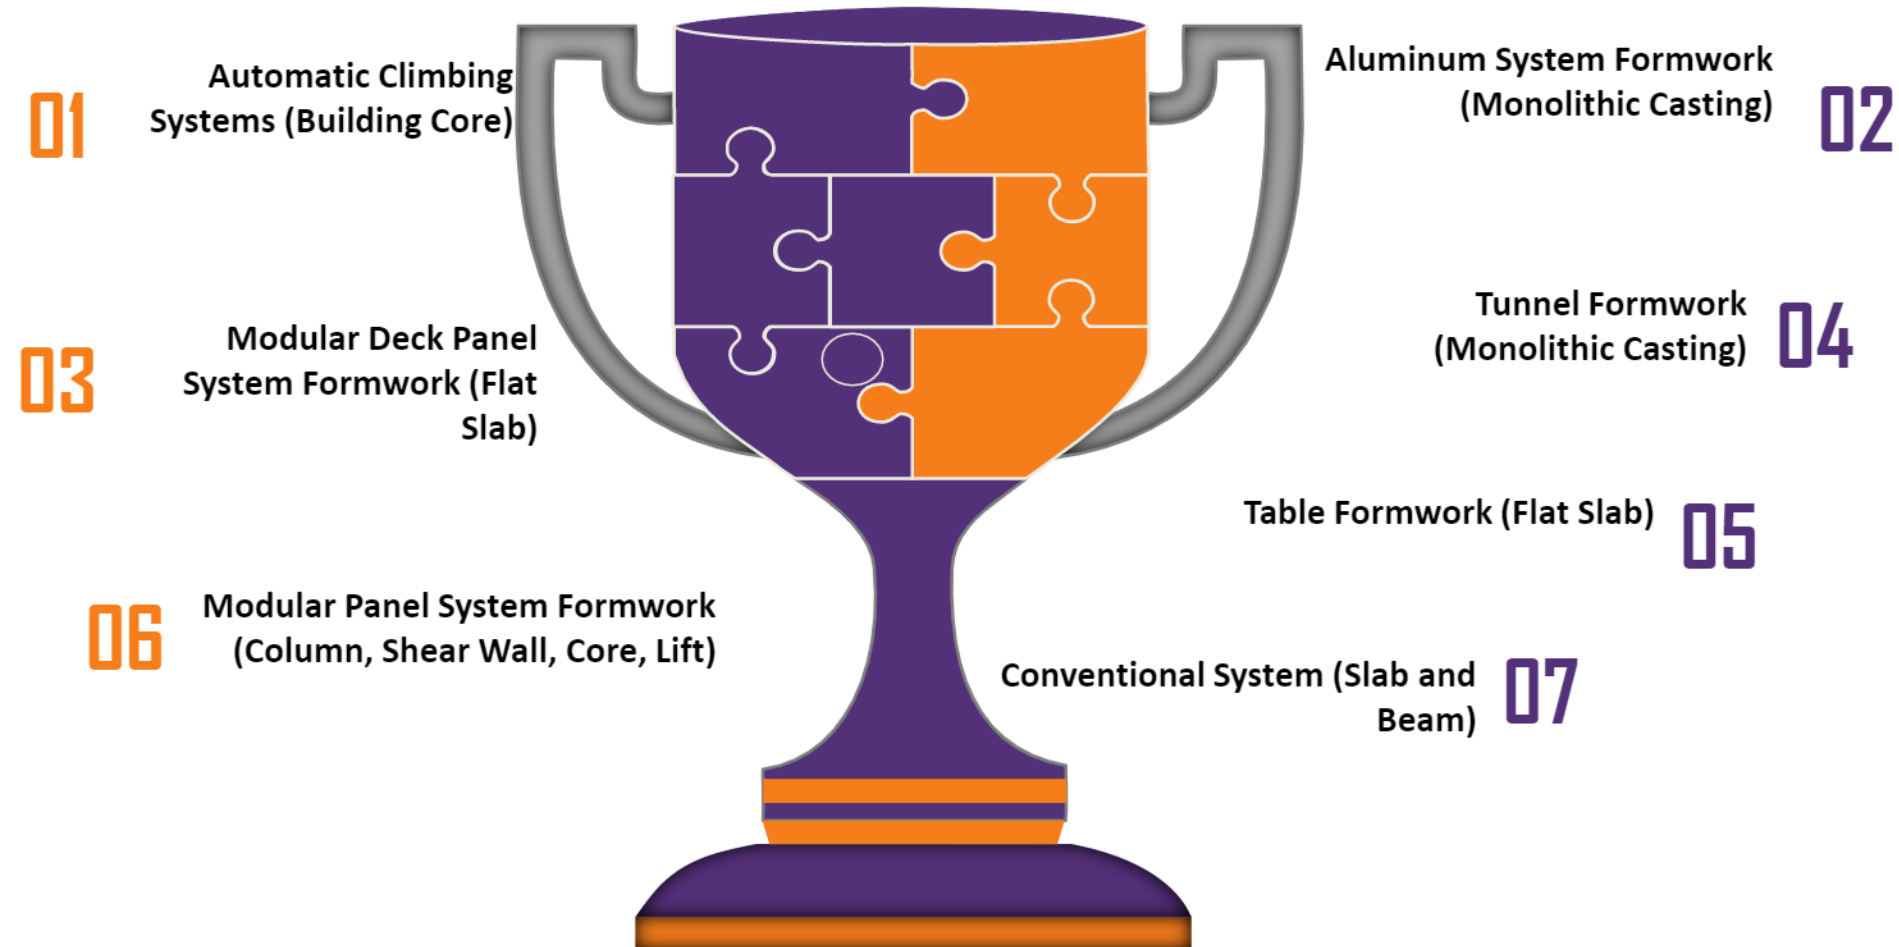 01
Automatic Climbing
Systems (Building Core)
Aluminum System Formwork
(Monolithic Casting)
02
03
Modular Deck Panel
System Formwork (Flat
Slab)
Tunnel Formwork
(Monolithic Casting)
04
Table Formwork (Flat Slab)
05
06
Modular Panel System Formwork
(Column, Shear Wall, Core, Lift)
Conventional System (Slab and
Beam)
07